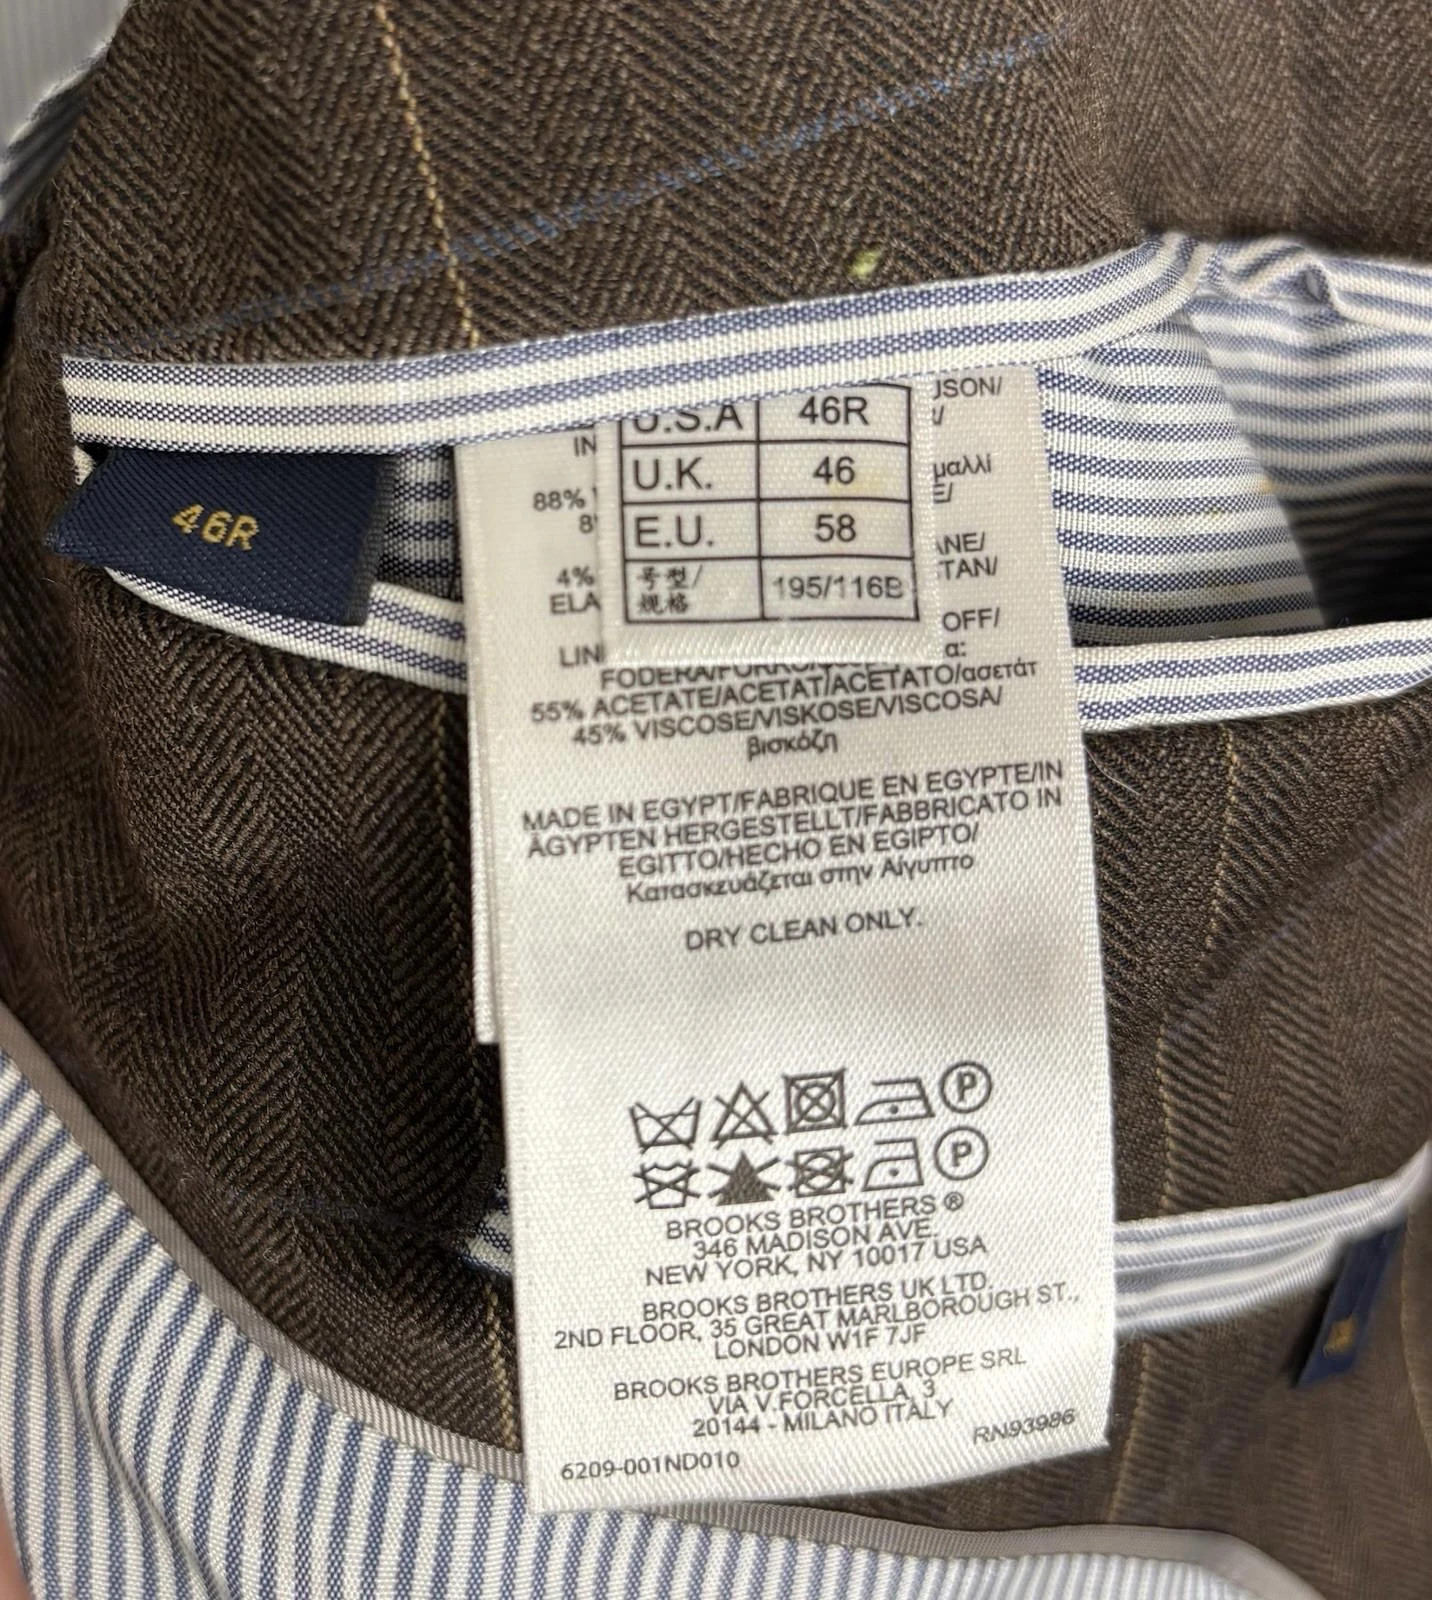 46R
U.S.A 46R
U.K. 46
E.U. 58
号型/规格 195/116B
88%
4%
μαλλί
OFF/
55% ACETATE/ACETAT/ACETATO/ασετάτ
45% VISCOSE/VISKOSE/VISCOSA/
βισκόζη
MADE IN EGYPT/FABRIQUE EN EGYPTE/IN
ÄGYPTEN HERGESTELLT/FABBRICATO IN
EGITTO/HECHO EN EGIPTO/
Κατασκευάζεται στην Αίγυπτο
DRY CLEAN ONLY.
P
P
BROOKS BROTHERS ®
346 MADISON AVE.
NEW YORK, NY 10017 USA
BROOKS BROTHERS UK LTD.
2ND FLOOR, 35 GREAT MARLBOROUGH ST.,
LONDON W1F 7JF
BROOKS BROTHERS EUROPE SRL
VIA V.FORCELLA, 3
20144 - MILANO ITALY
RN93986
6209-001ND010